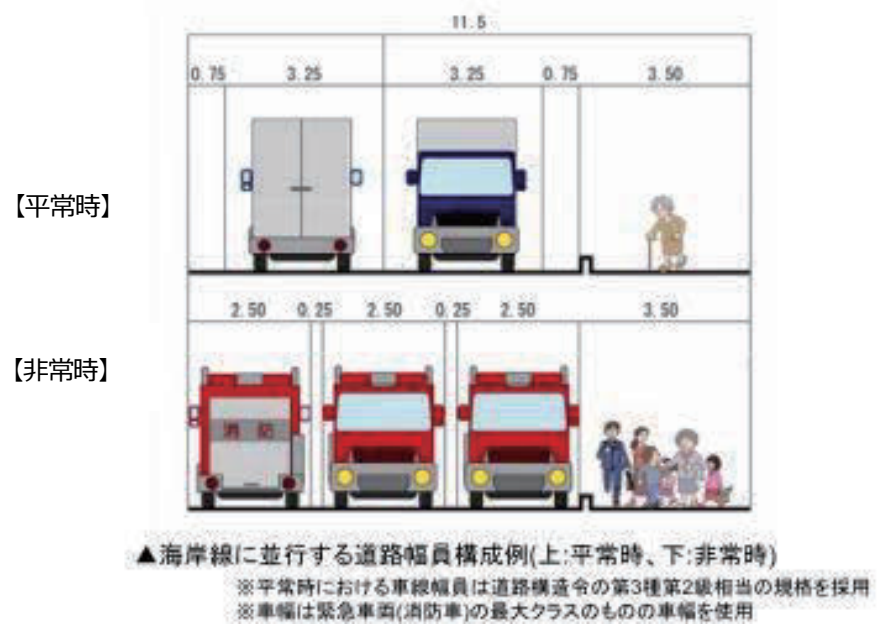 11.5
0.75 3.25 3.25 0.75 3.50
【平常時】
2.50 0.25 2.50 0.25 2.50 3.50
【非常時】
消防
▲海岸線に並行する道路幅員構成例(上:平常時、下:非常時)
※平常時における車線幅員は道路構造令の第3種第2級相当の規格を採用
※車幅は緊急車両(消防車)の最大クラスのものの車幅を使用